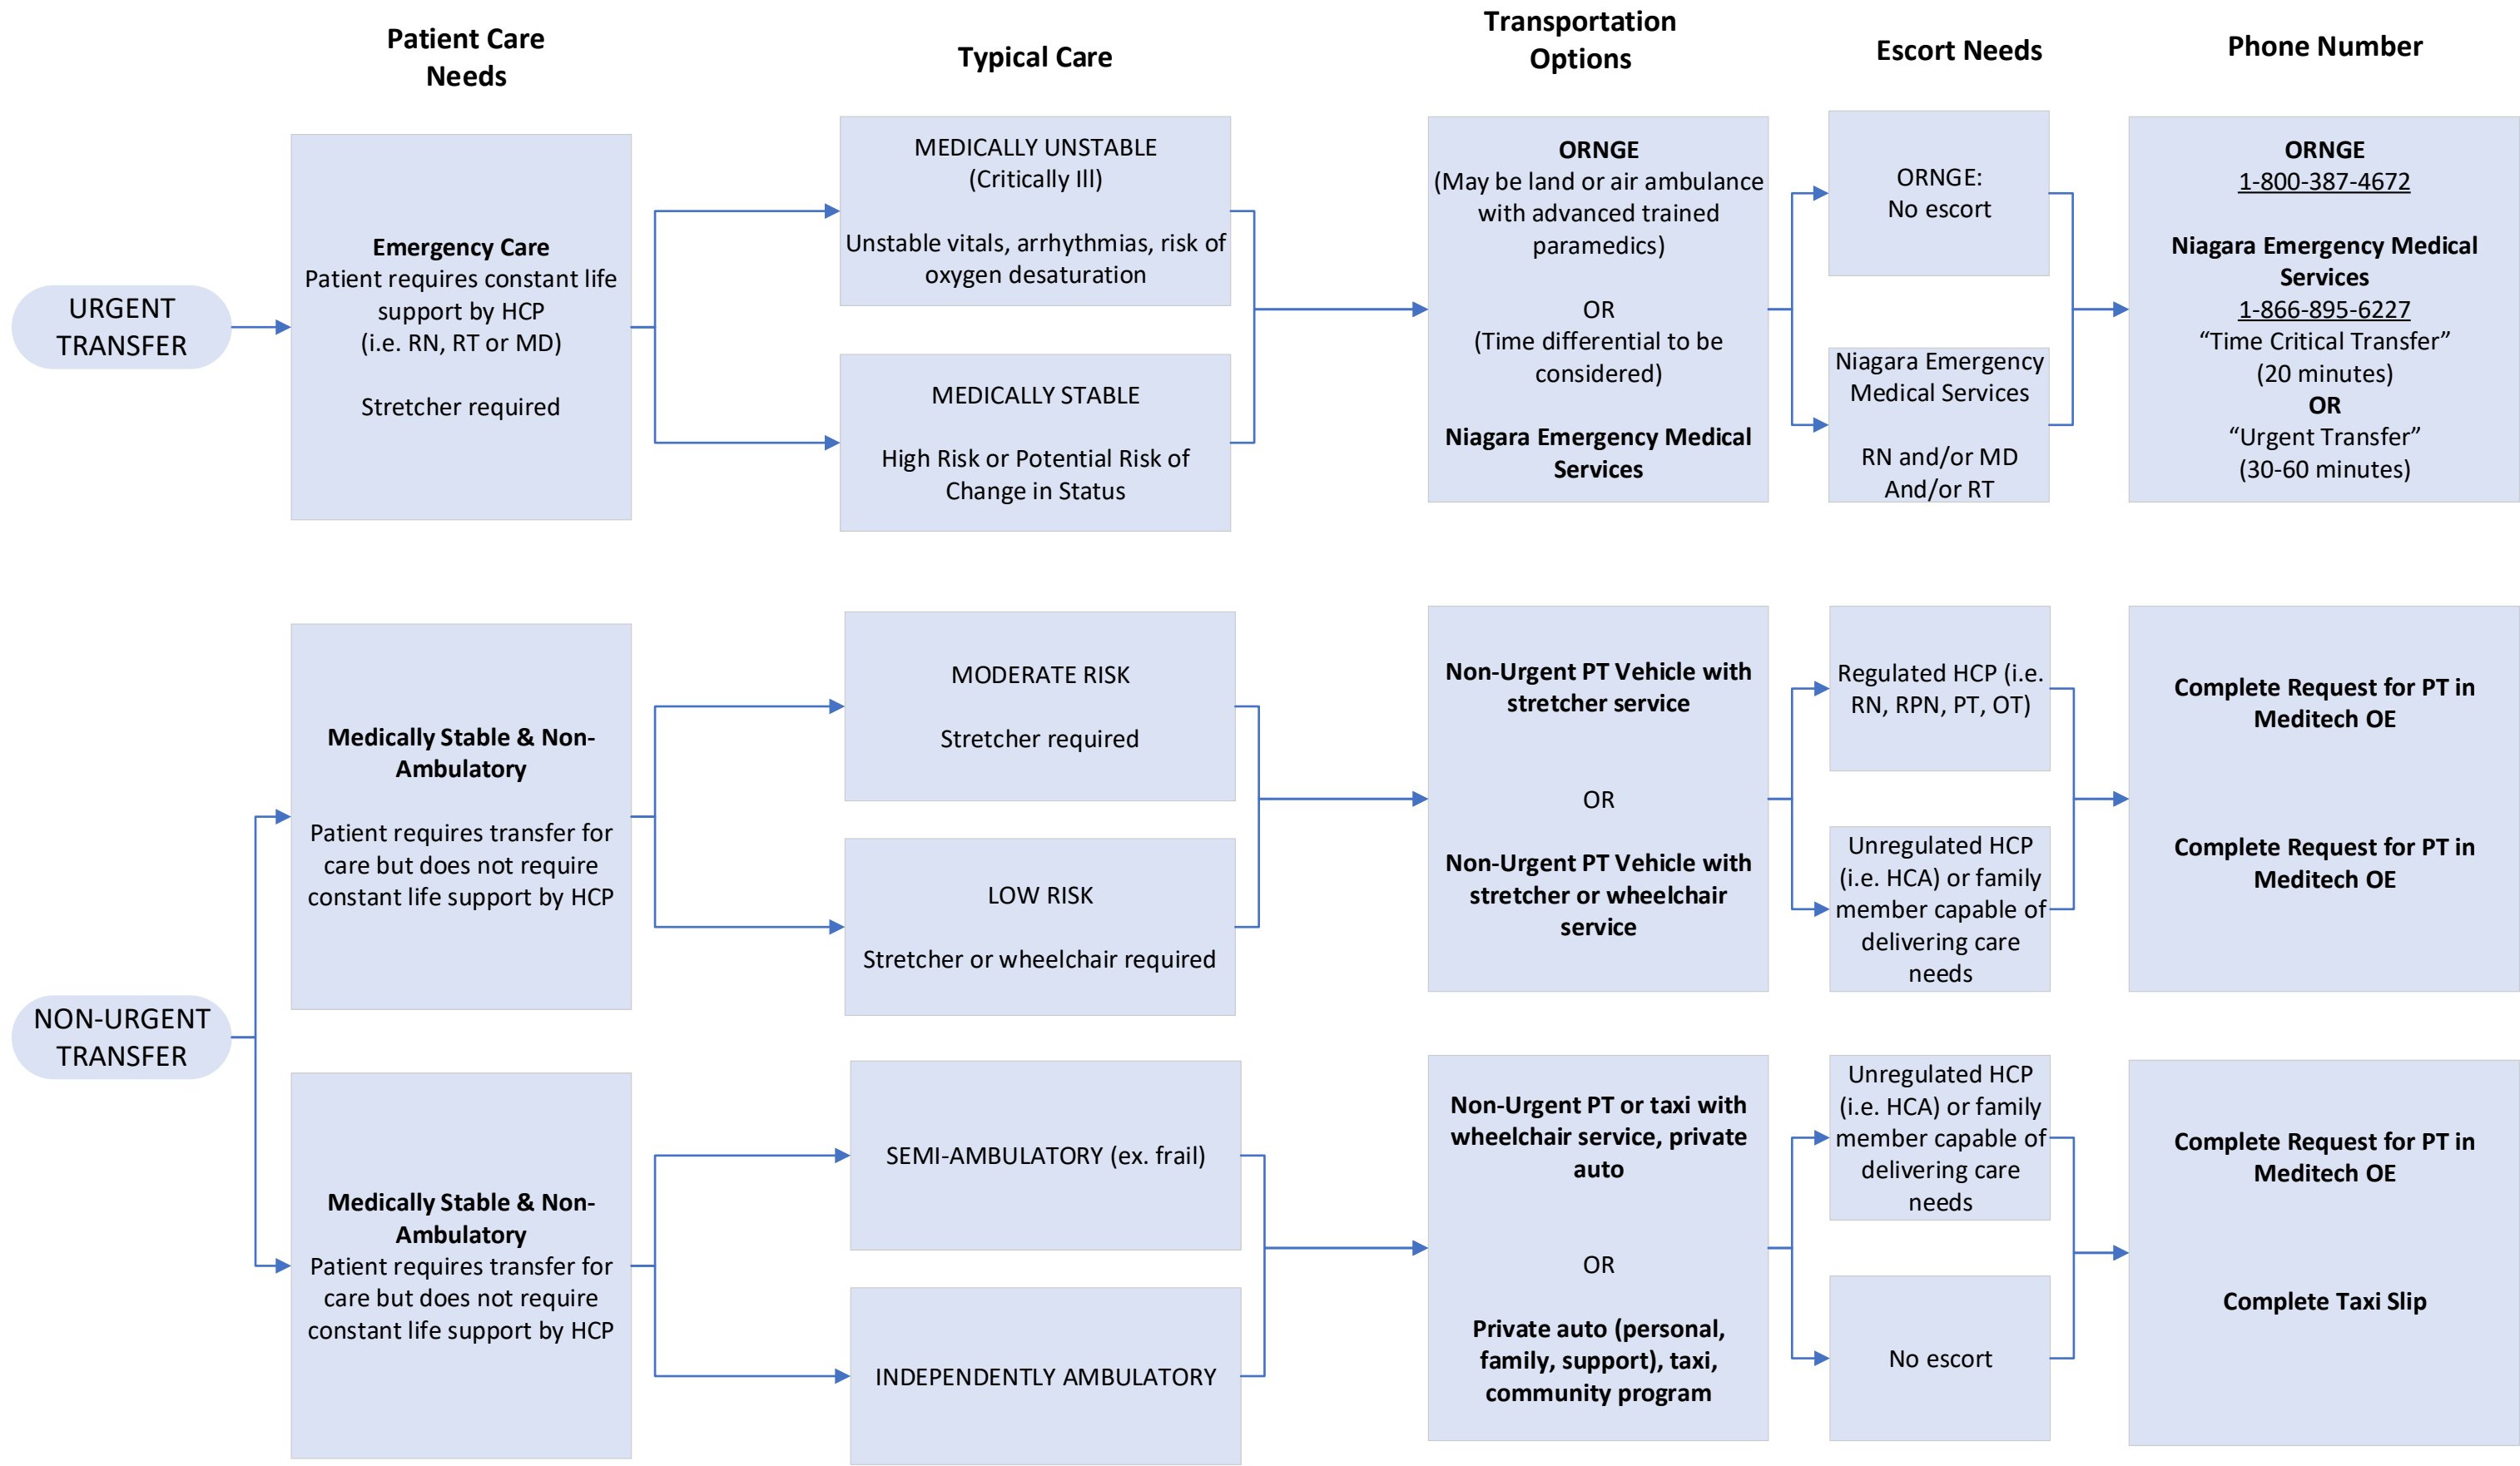 Patient Care
Needs
Typical Care
Transportation
Options
Escort Needs
Phone Number
URGENT
TRANSFER
Emergency Care
Patient requires constant life
support by HCP
(i.e. RN, RT or MD)
Stretcher required
MEDICALLY UNSTABLE
(Critically Ill)
Unstable vitals, arrhythmias, risk of
oxygen desaturation
MEDICALLY STABLE
High Risk or Potential Risk of
Change in Status
ORNGE
(May be land or air ambulance
with advanced trained
paramedics)
OR
(Time differential to be
considered)
Niagara Emergency Medical
Services
ORNGE:
No escort
Niagara Emergency
Medical Services
RN and/or MD
And/or RT
ORNGE
1-800-387-4672
Niagara Emergency Medical
Services
1-866-895-6227
“Time Critical Transfer”
(20 minutes)
OR
“Urgent Transfer”
(30-60 minutes)
NON-URGENT
TRANSFER
Medically Stable & Non-
Ambulatory
Patient requires transfer for
care but does not require
constant life support by HCP
MODERATE RISK
Stretcher required
LOW RISK
Stretcher or wheelchair required
Non-Urgent PT Vehicle with
stretcher service
OR
Non-Urgent PT Vehicle with
stretcher or wheelchair
service
Regulated HCP (i.e.
RN, RPN, PT, OT)
Unregulated HCP
(i.e. HCA) or family
member capable of
delivering care
needs
Complete Request for PT in
Meditech OE
Complete Request for PT in
Meditech OE
Medically Stable & Non-
Ambulatory
Patient requires transfer for
care but does not require
constant life support by HCP
SEMI-AMBULATORY (ex. frail)
INDEPENDENTLY AMBULATORY
Non-Urgent PT or taxi with
wheelchair service, private
auto
OR
Private auto (personal,
family, support), taxi,
community program
Unregulated HCP
(i.e. HCA) or family
member capable of
delivering care
needs
No escort
Complete Request for PT in
Meditech OE
Complete Taxi Slip